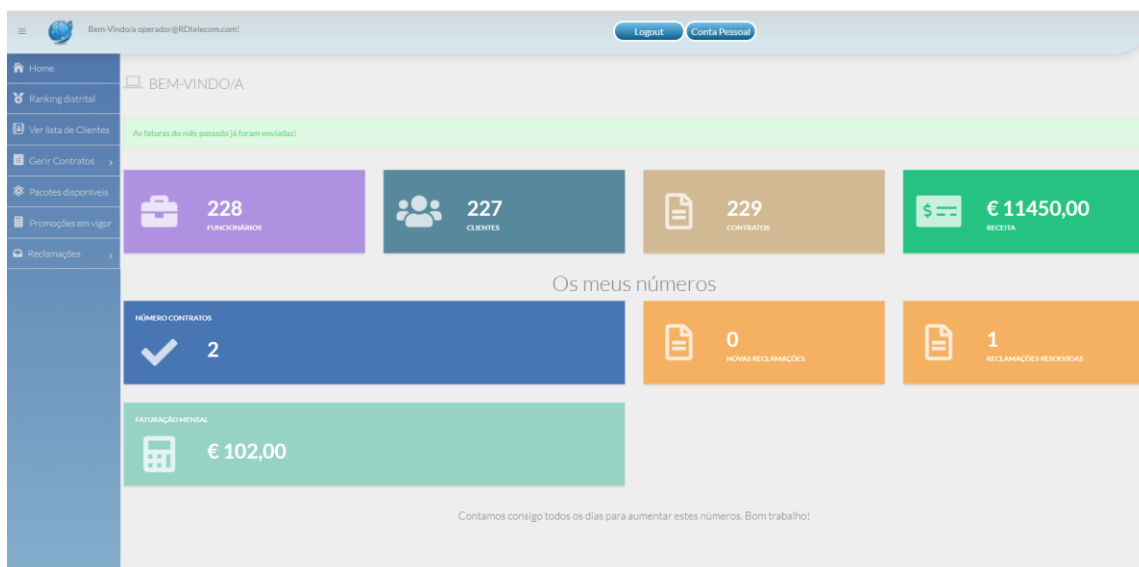 Bem-Vindo/a operador@RDtelecom.com!
Logout
Conta Pessoal
Home
Ranking distrital
Ver lista de Clientes
Gerir Contratos
Pacotes disponíveis
Promoções em vigor
Reclamações
BEM-VINDO/A
As faturas do mês passado já foram enviadas!
228
FUNCIONÁRIOS
227
CLIENTES
229
CONTRATOS
€ 11450,00
RECEITA
Os meus números
NÚMERO CONTRATOS
2
0
NOVAS RECLAMAÇÕES
1
RECLAMAÇÕES RESOLVIDAS
FATURAÇÃO MENSAL
€ 102,00
Contamos consigo todos os dias para aumentar estes números. Bom trabalho!